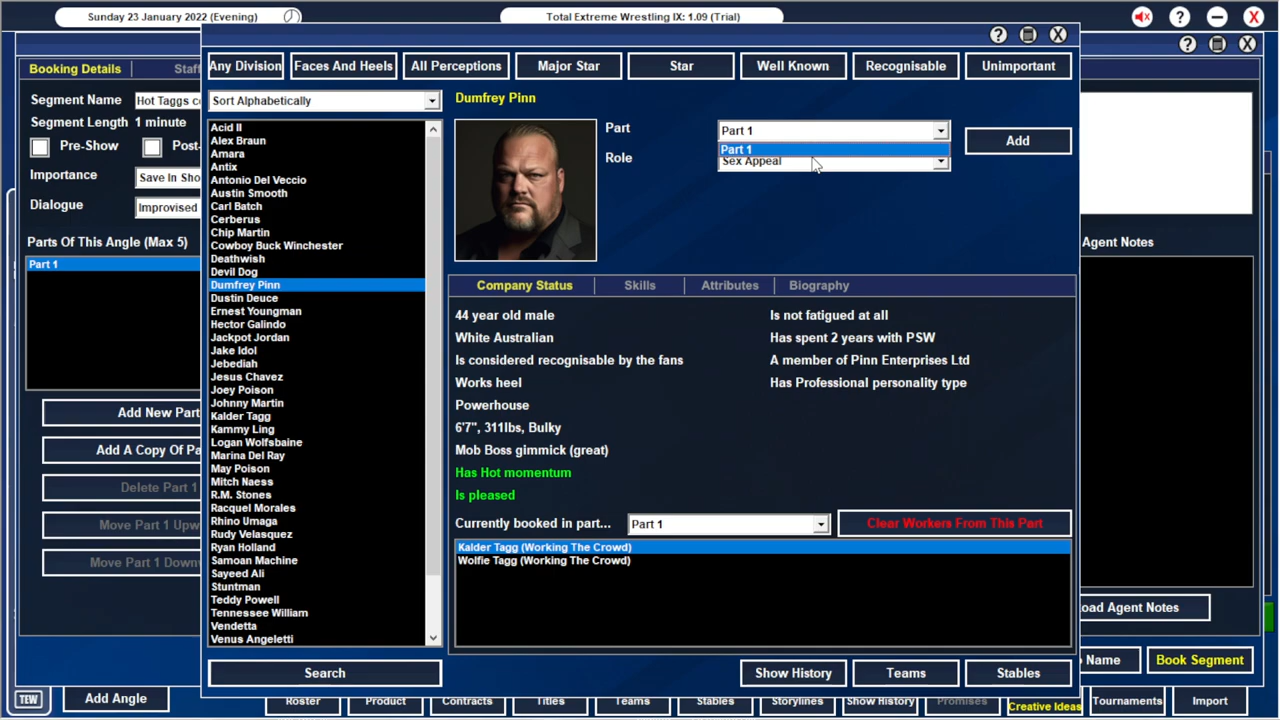 Sunday 23 January 2022 (Evening)
Total Extreme Wrestling IX: 1.09 (Trial)
?
X
?
X
?
X
Booking Details
Staf
Segment Name
Hot Taggs c
Segment Length
1 minute
Pre-Show
Post-
Importance
Save In Sho
Dialogue
Improvised
Parts Of This Angle (Max 5)
Part 1
Add New Part
Add A Copy Of Pa
Delete Part 1
Move Part 1 Upw
Move Part 1 Down
Any Division
Faces And Heels
All Perceptions
Major Star
Star
Well Known
Recognisable
Unimportant
Sort Alphabetically
Acid II
Alex Braun
Amara
Antix
Antonio Del Veccio
Austin Smooth
Carl Batch
Cerberus
Chip Martin
Cowboy Buck Winchester
Deathwish
Devil Dog
Dumfrey Pinn
Dustin Deuce
Ernest Youngman
Hector Galindo
Jackpot Jordan
Jake Idol
Jebediah
Jesus Chavez
Joey Poison
Johnny Martin
Kalder Tagg
Kammy Ling
Logan Wolfsbaine
Marina Del Ray
May Poison
Mitch Naess
R.M. Stones
Racquel Morales
Rhino Umaga
Rudy Velasquez
Ryan Holland
Samoan Machine
Sayeed Ali
Stuntman
Teddy Powell
Tennessee William
Vendetta
Venus Angeletti
Search
Dumfrey Pinn
Part
Part 1
Part 1
Role
Sex Appeal
Add
Company Status
Skills
Attributes
Biography
44 year old male
White Australian
Is considered recognisable by the fans
Works heel
Powerhouse
6'7", 311lbs, Bulky
Mob Boss gimmick (great)
Has Hot momentum
Is pleased
Is not fatigued at all
Has spent 2 years with PSW
A member of Pinn Enterprises Ltd
Has Professional personality type
Currently booked in part...
Part 1
Clear Workers From This Part
Kalder Tagg (Working The Crowd)
Wolfie Tagg (Working The Crowd)
Show History
Teams
Stables
Agent Notes
oad Agent Notes
Name
Book Segment
TEW
Add Angle
Roster
Product
Contracts
Titles
Teams
Stables
Storylines
Show History
Promises
Creative Ideas
Tournaments
Import